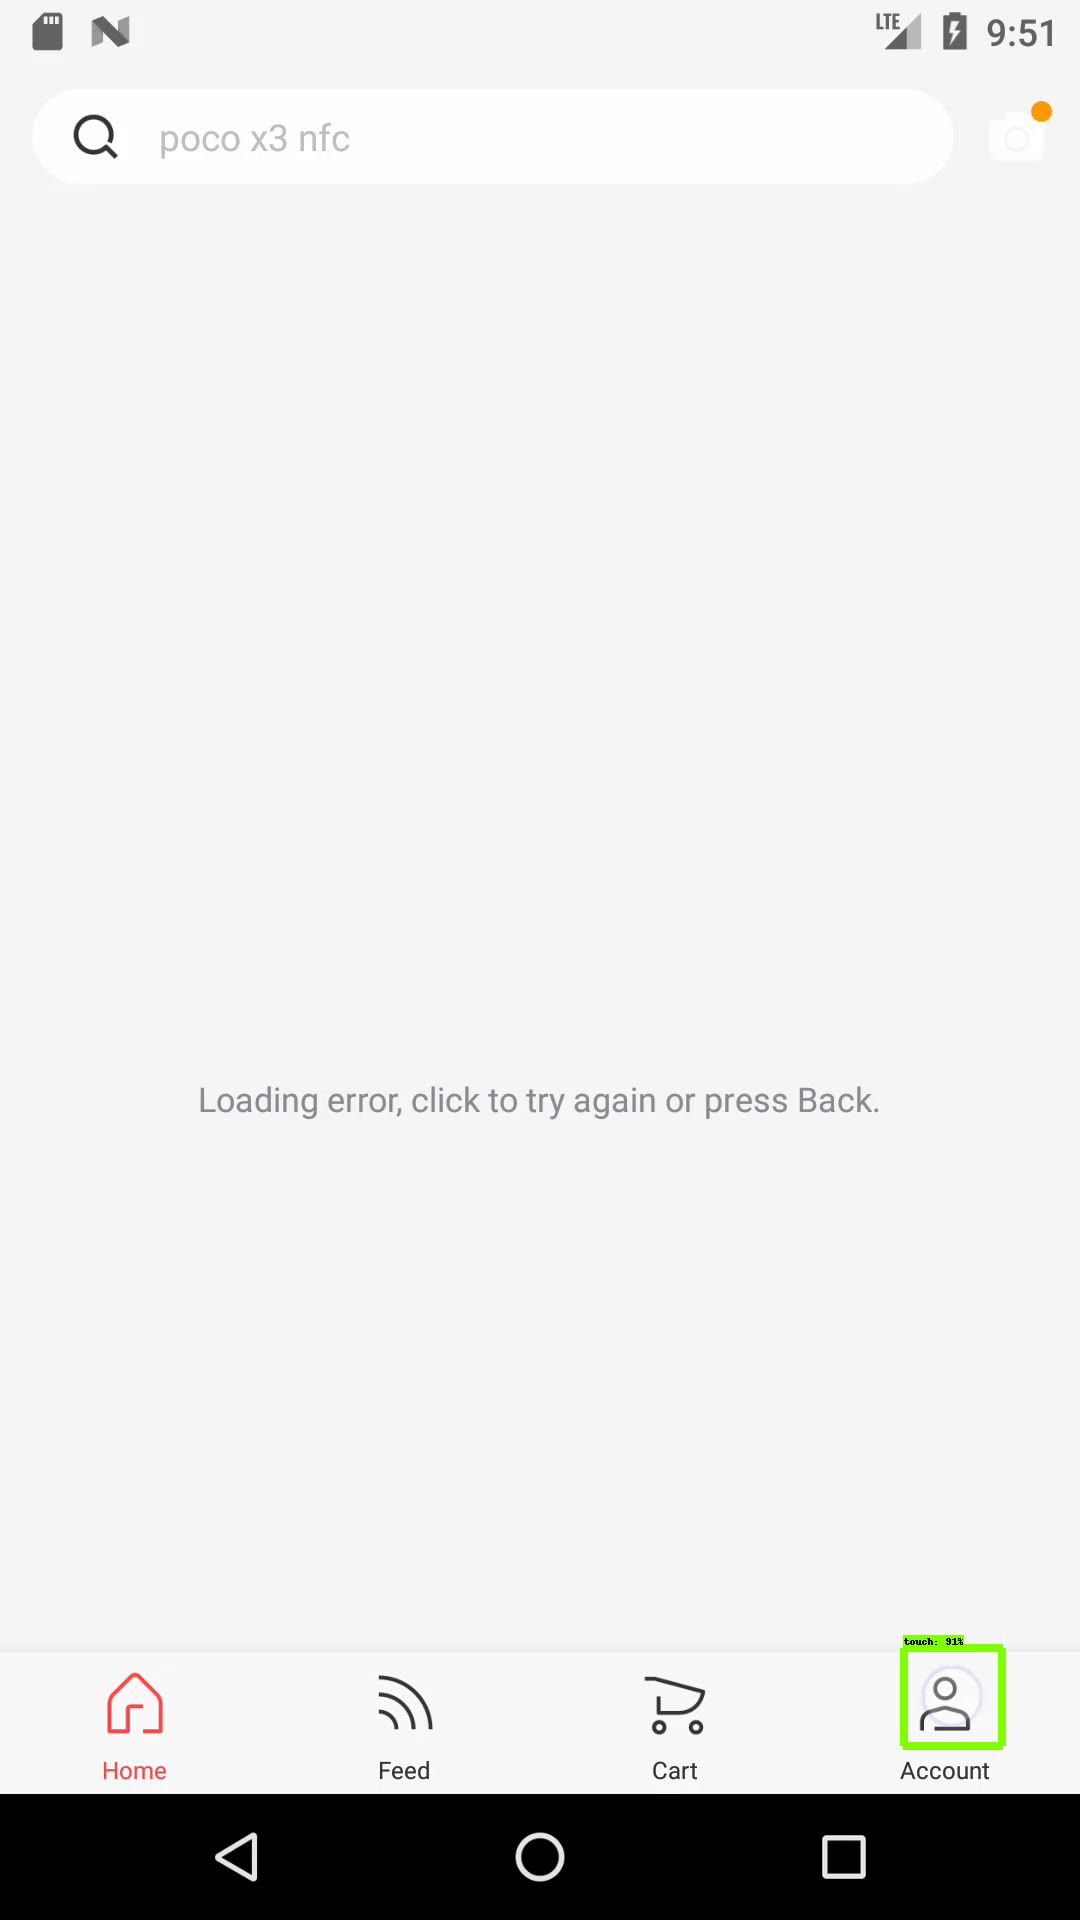 LTE 9:51
poco x3 nfc
Loading error, click to try again or press Back.
touch: 91%
Home Feed Cart Account